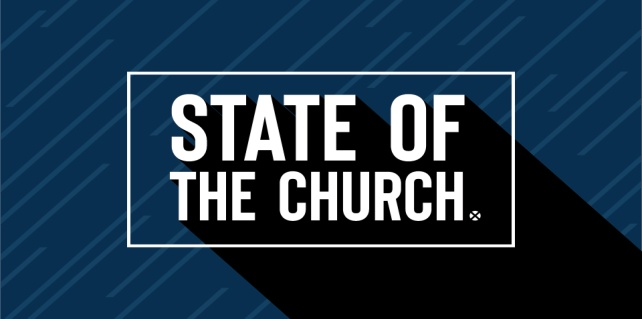 STATE OF
THE CHURCH.